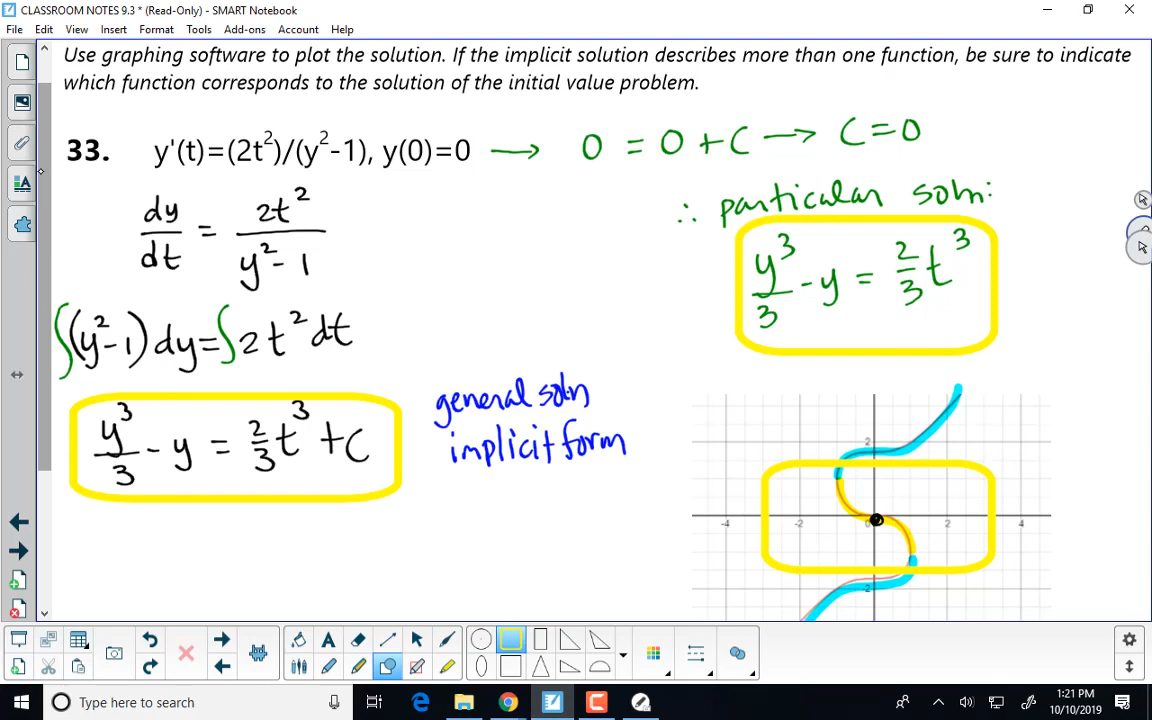 CLASSROOM NOTES 9.3 * (Read-Only) - SMART Notebook
File Edit View Insert Format Tools Add-ons Account Help
Use graphing software to plot the solution. If the implicit solution describes more than one function, be sure to indicate
which function corresponds to the solution of the initial value problem.
33. y'(t)=(2t²)/(y²-1), y(0)=0 → 0 = 0 + C → C = 0
∴ particular soln:
dy/dt = 2t²/(y² - 1)
y³/3 - y = 2/3 t³
∫(y² - 1) dy = ∫2t² dt
general soln
implicit form
y³/3 - y = 2/3 t³ + C
2
-4 -2 0 2 4
-2
Type here to search
1:21 PM
10/10/2019